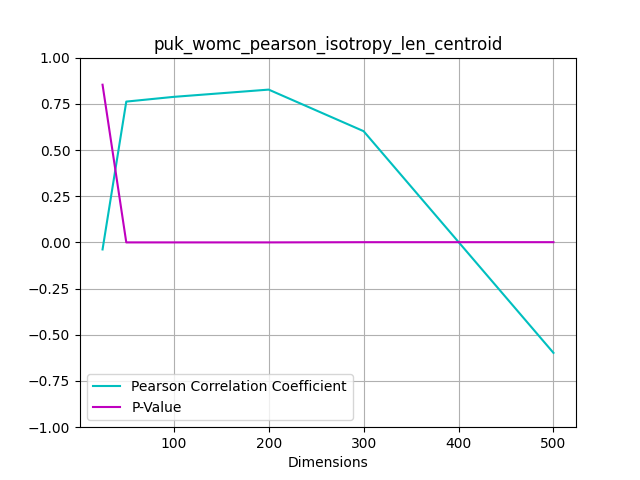 puk_womc_pearson_isotropy_len_centroid
1.00
0.75
0.50
0.25
0.00
−0.25
−0.50
−0.75
−1.00
Pearson Correlation Coefficient
P-Value
100 200 300 400 500
Dimensions